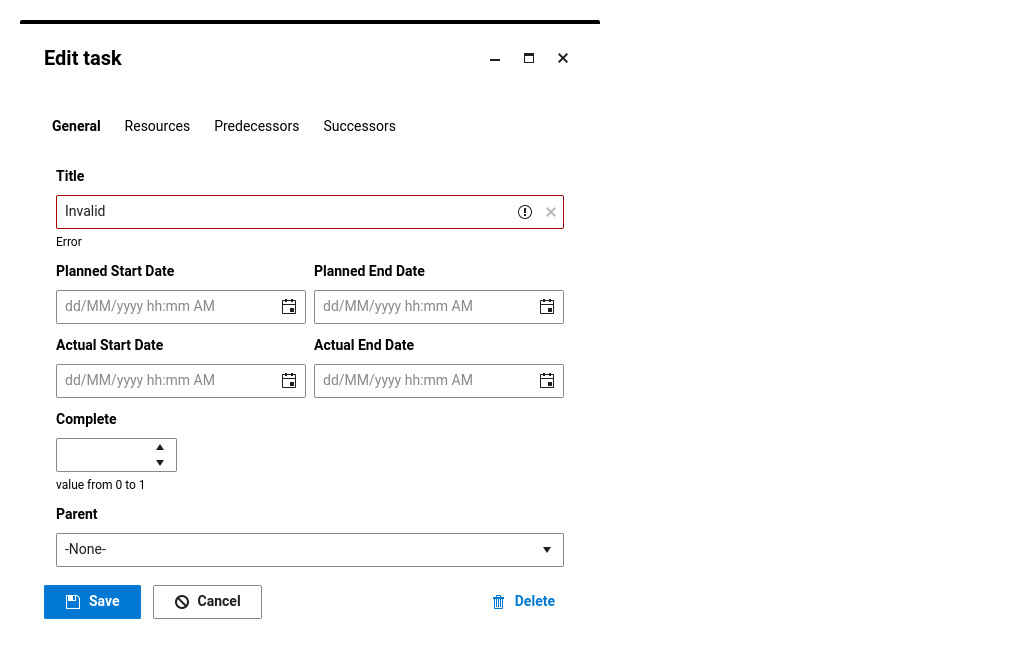 Edit task
General Resources Predecessors Successors
Title
Invalid
Error
Planned Start Date Planned End Date
dd/MM/yyyy hh:mm AM dd/MM/yyyy hh:mm AM
Actual Start Date Actual End Date
dd/MM/yyyy hh:mm AM dd/MM/yyyy hh:mm AM
Complete
value from 0 to 1
Parent
-None-
Save Cancel Delete